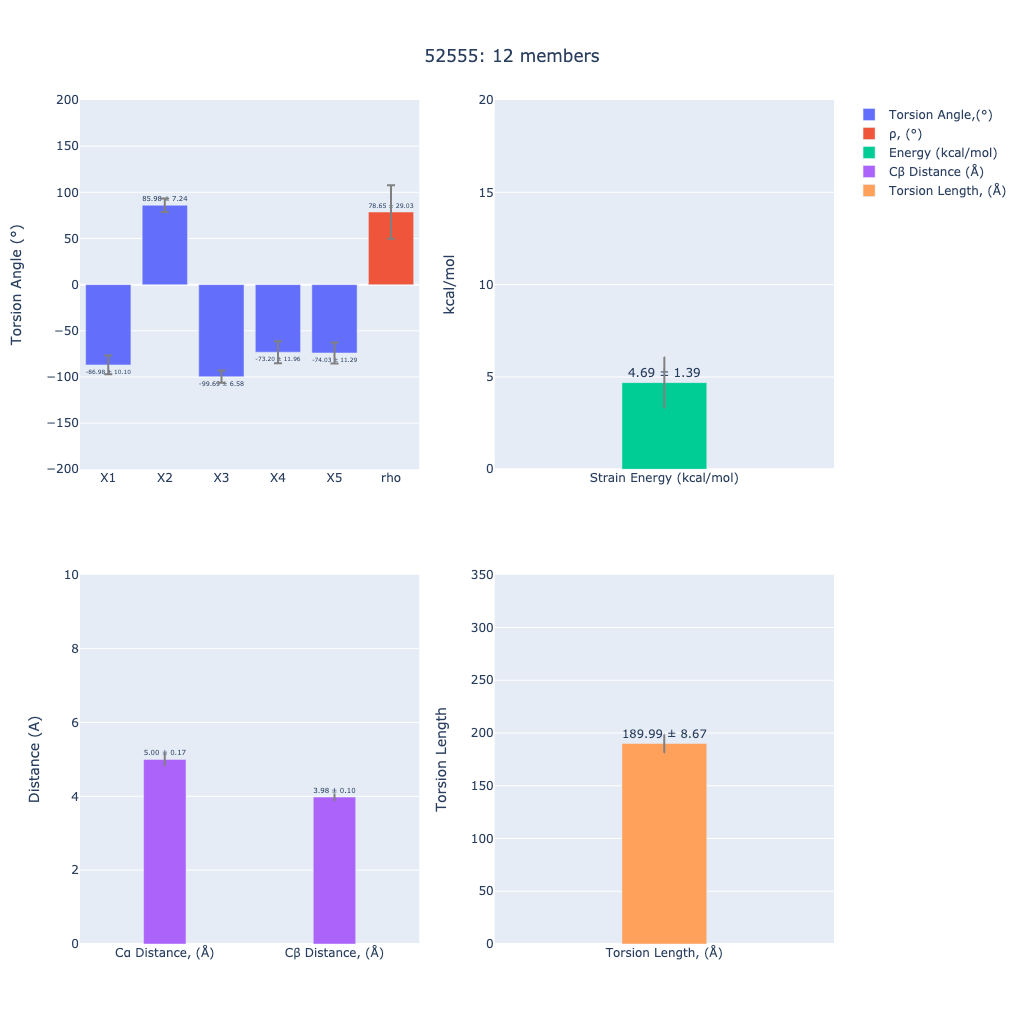 52555: 12 members
200
150
100
50
0
−50
−100
−150
−200
Torsion Angle (°)
-86.98 ± 10.10
85.98 ± 7.24
-99.69 ± 6.58
-73.20 ± 11.96
-74.03 ± 11.29
78.65 ± 29.03
X1 X2 X3 X4 X5 rho
20
15
10
5
0
kcal/mol
4.69 ± 1.39
Strain Energy (kcal/mol)
Torsion Angle,(°)
ρ, (°)
Energy (kcal/mol)
Cβ Distance (Å)
Torsion Length, (Å)
10
8
6
4
2
0
Distance (A)
5.00 ± 0.17
3.98 ± 0.10
Cα Distance, (Å) Cβ Distance, (Å)
350
300
250
200
150
100
50
0
Torsion Length
189.99 ± 8.67
Torsion Length, (Å)